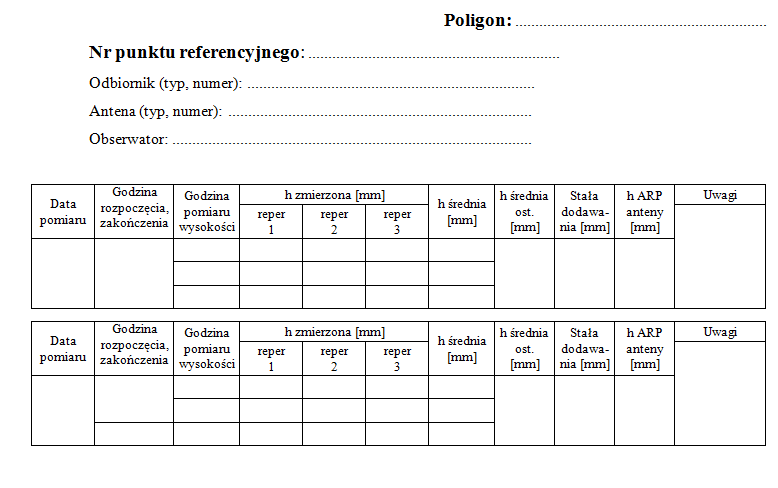 Poligon: ................................................................
Nr punktu referencyjnego: ................................................................
Odbiornik (typ, numer): ................................................................
Antena (typ, numer): ................................................................
Obserwator: ................................................................
Data pomiaru
Godzina rozpoczęcia, zakończenia
Godzina pomiaru wysokości
h zmierzona [mm]
reper 1
reper 2
reper 3
h średnia [mm]
h średnia ost. [mm]
Stała dodawa-nia [mm]
h ARP anteny [mm]
Uwagi
Data pomiaru
Godzina rozpoczęcia, zakończenia
Godzina pomiaru wysokości
h zmierzona [mm]
reper 1
reper 2
reper 3
h średnia [mm]
h średnia ost. [mm]
Stała dodawa-nia [mm]
h ARP anteny [mm]
Uwagi